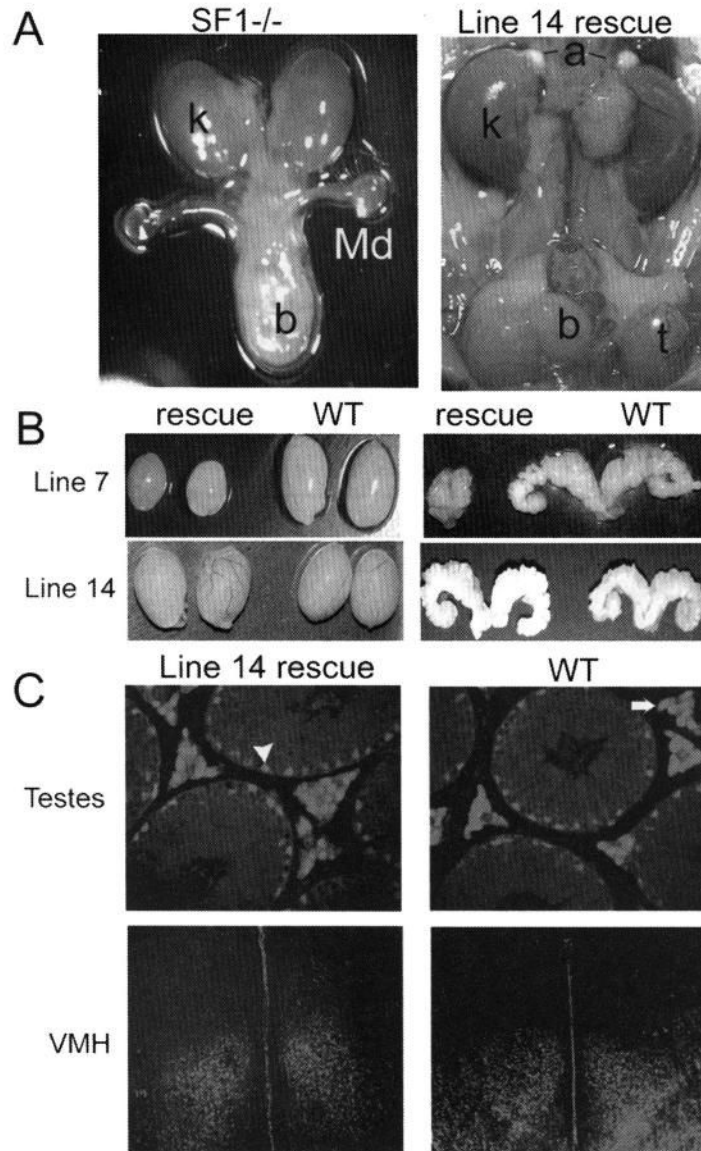 A
SF1-/-
Line 14 rescue
k
Md
b
a
k
b
t
B
rescue WT
rescue WT
Line 7
Line 14
C
Line 14 rescue
WT
Testes
VMH